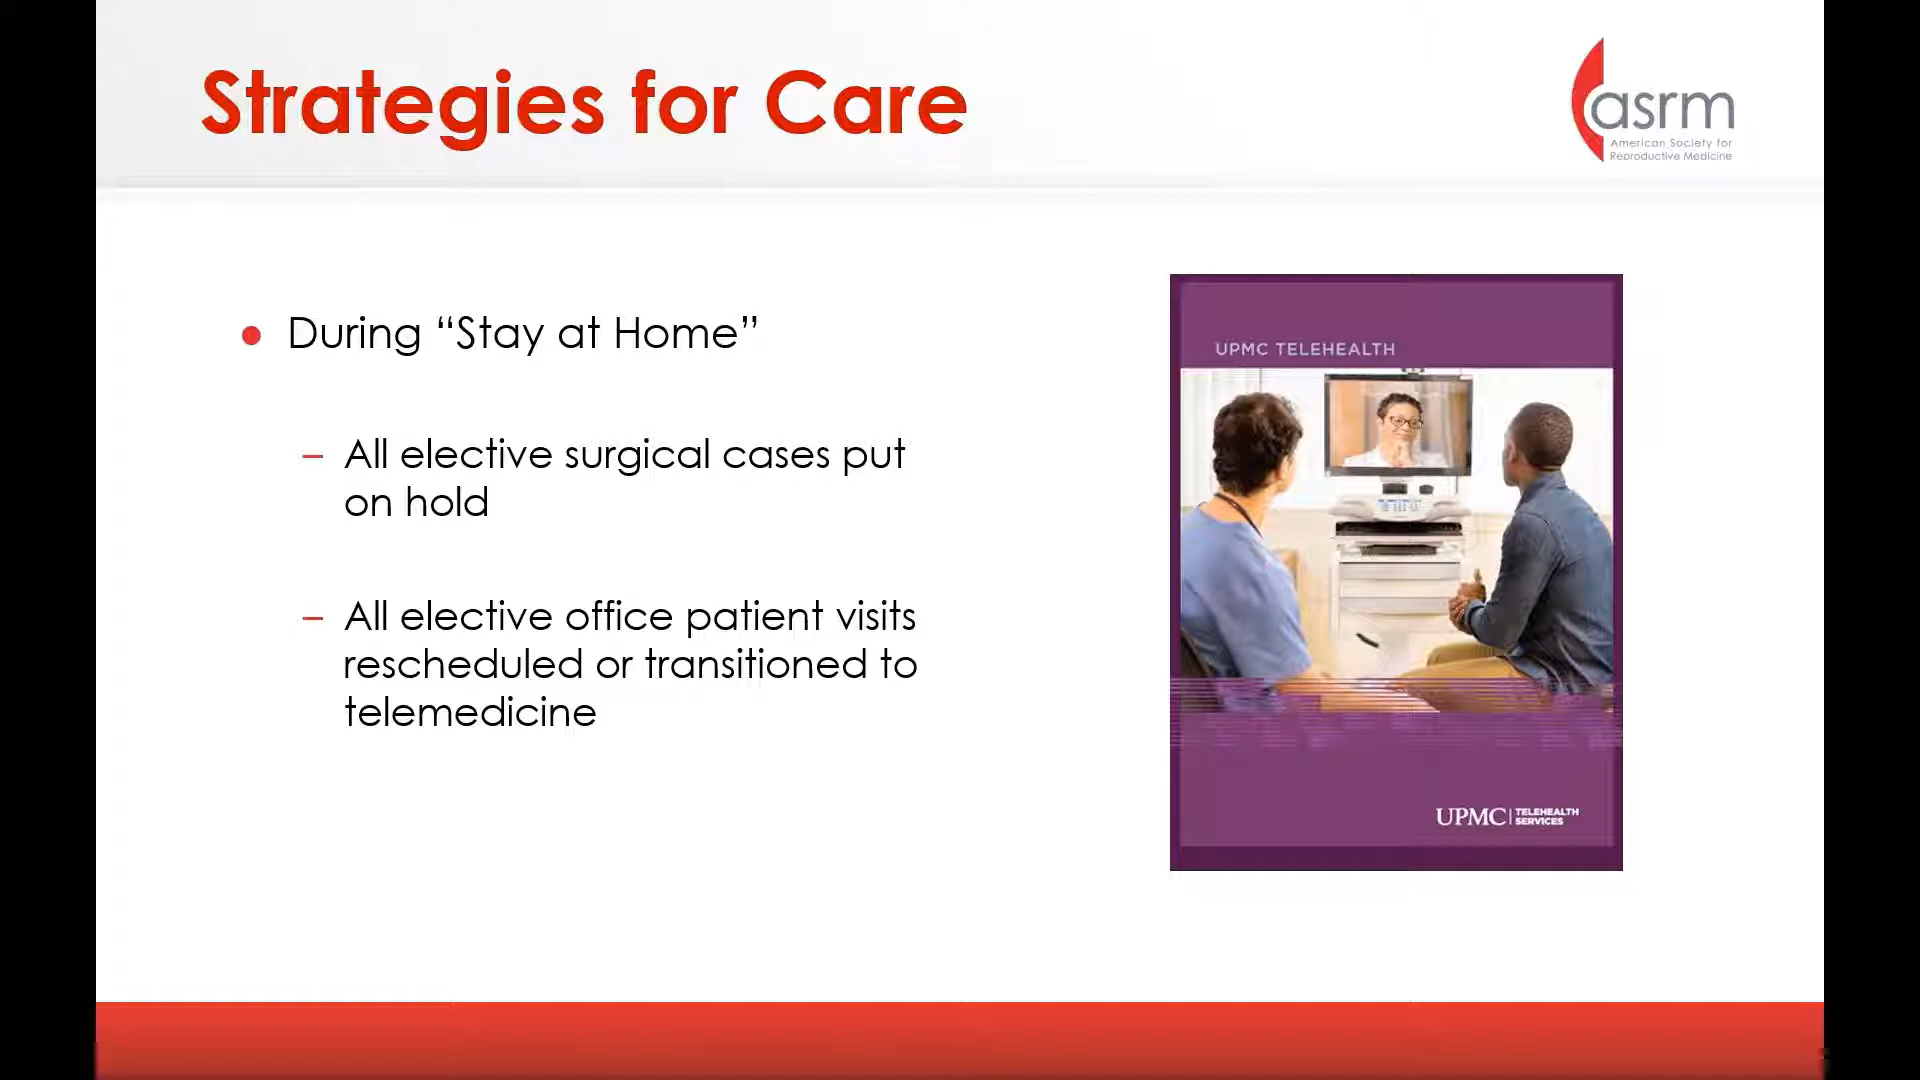 Strategies for Care
asrm
American Society for
Reproductive Medicine
During “Stay at Home”
All elective surgical cases put
on hold
All elective office patient visits
rescheduled or transitioned to
telemedicine
UPMC TELEHEALTH
UPMC TELEHEALTH
SERVICES